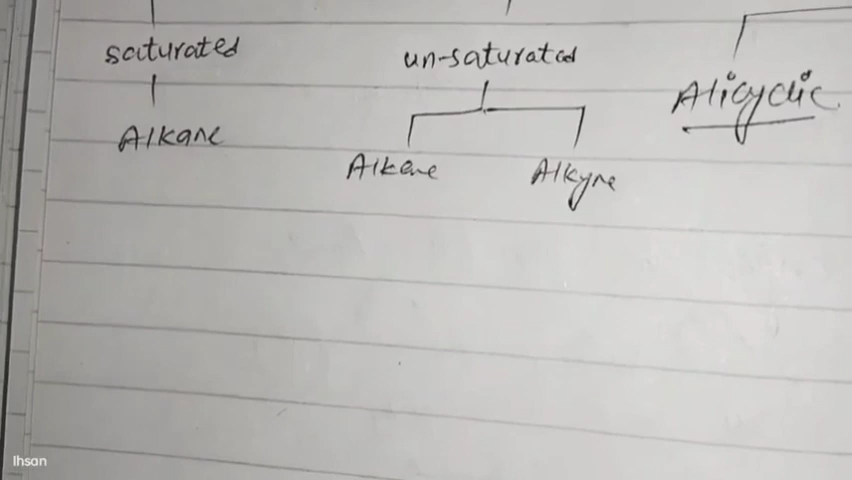 saturated
un-saturated
Alicyclic
Alkane
Alkene
Alkyne
Ihsan